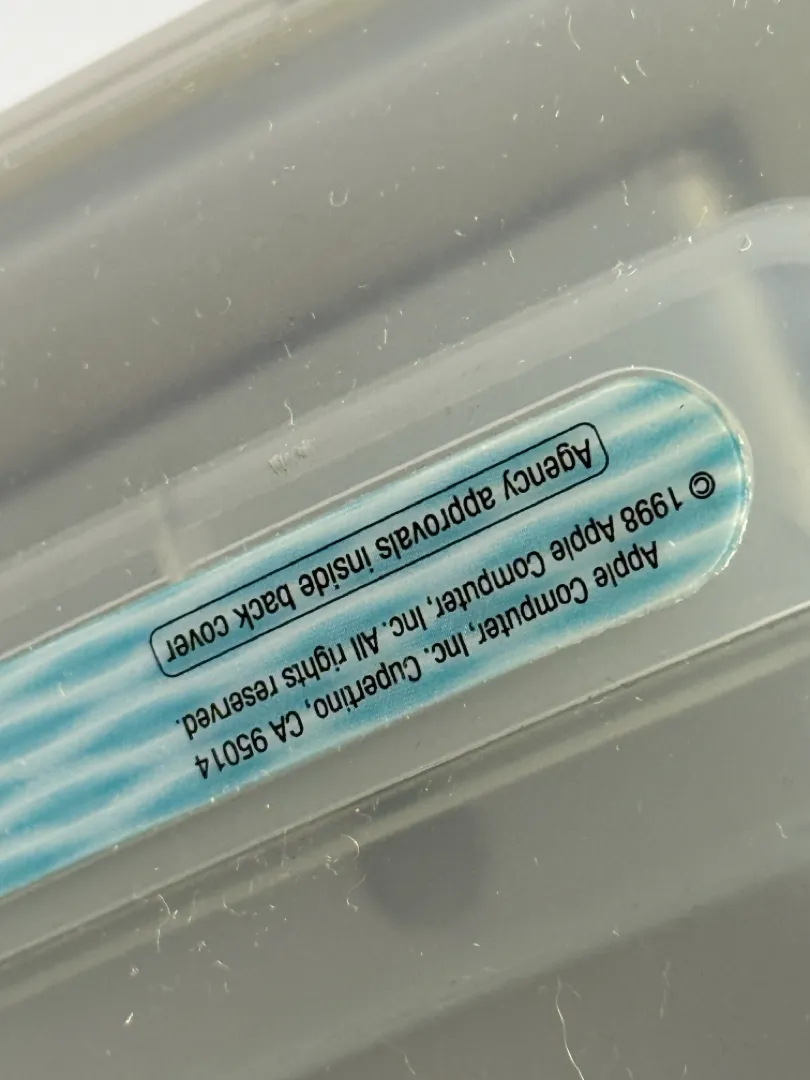 Apple Computer, Inc. Cupertino, CA 95014
© 1998 Apple Computer, Inc. All rights reserved.
Agency approvals inside back cover